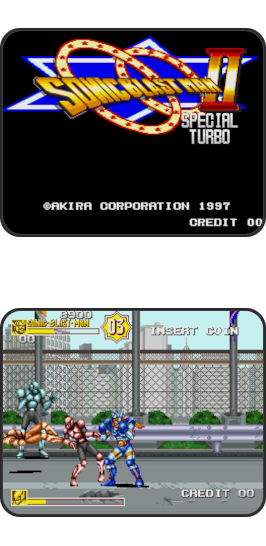 SONIC BLAST MAN II
SPECIAL
TURBO
©AKIRA CORPORATION 1997
CREDIT 00
8900
SONIC-BLAST-MAN
03
INSERT COIN
00
CREDIT 00